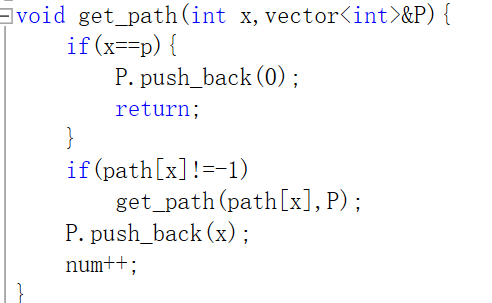 void get_path(int x,vector<int>&P){
    if(x==p){
        P.push_back(0);
        return;
    }
    if(path[x]!=-1)
        get_path(path[x],P);
    P.push_back(x);
    num++;
}